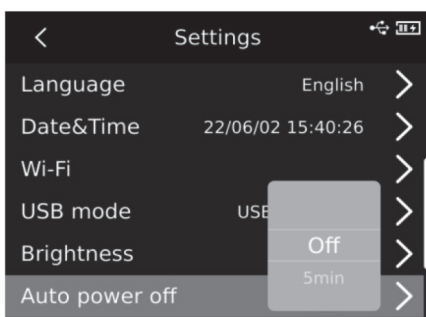 Settings
Language English
Date&Time 22/06/02 15:40:26
Wi-Fi
USB mode
Brightness Off
5min
Auto power off